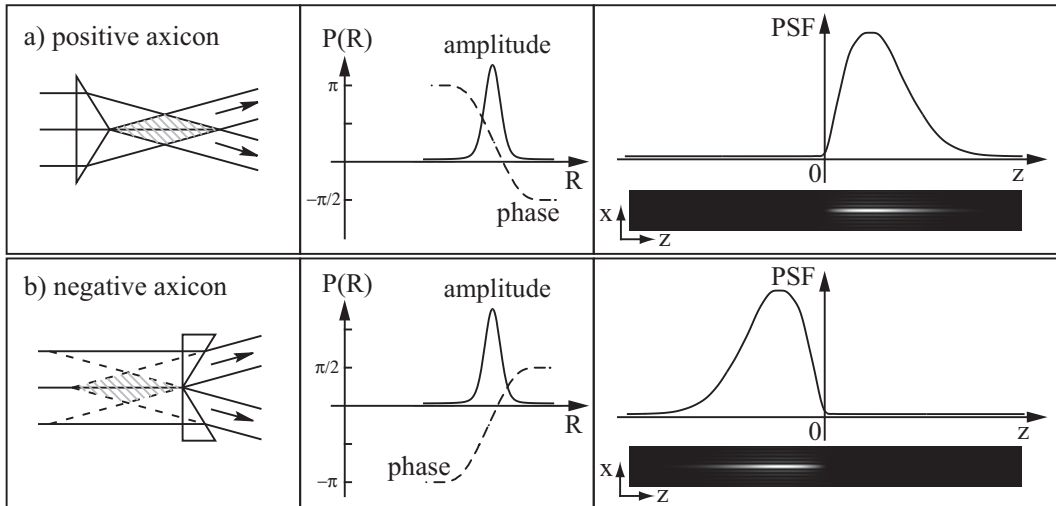 a) positive axicon
P(R)
amplitude
π
−π/2
phase
R
PSF
0
z
x
z
b) negative axicon
P(R)
amplitude
π/2
−π
phase
R
PSF
0
z
x
z